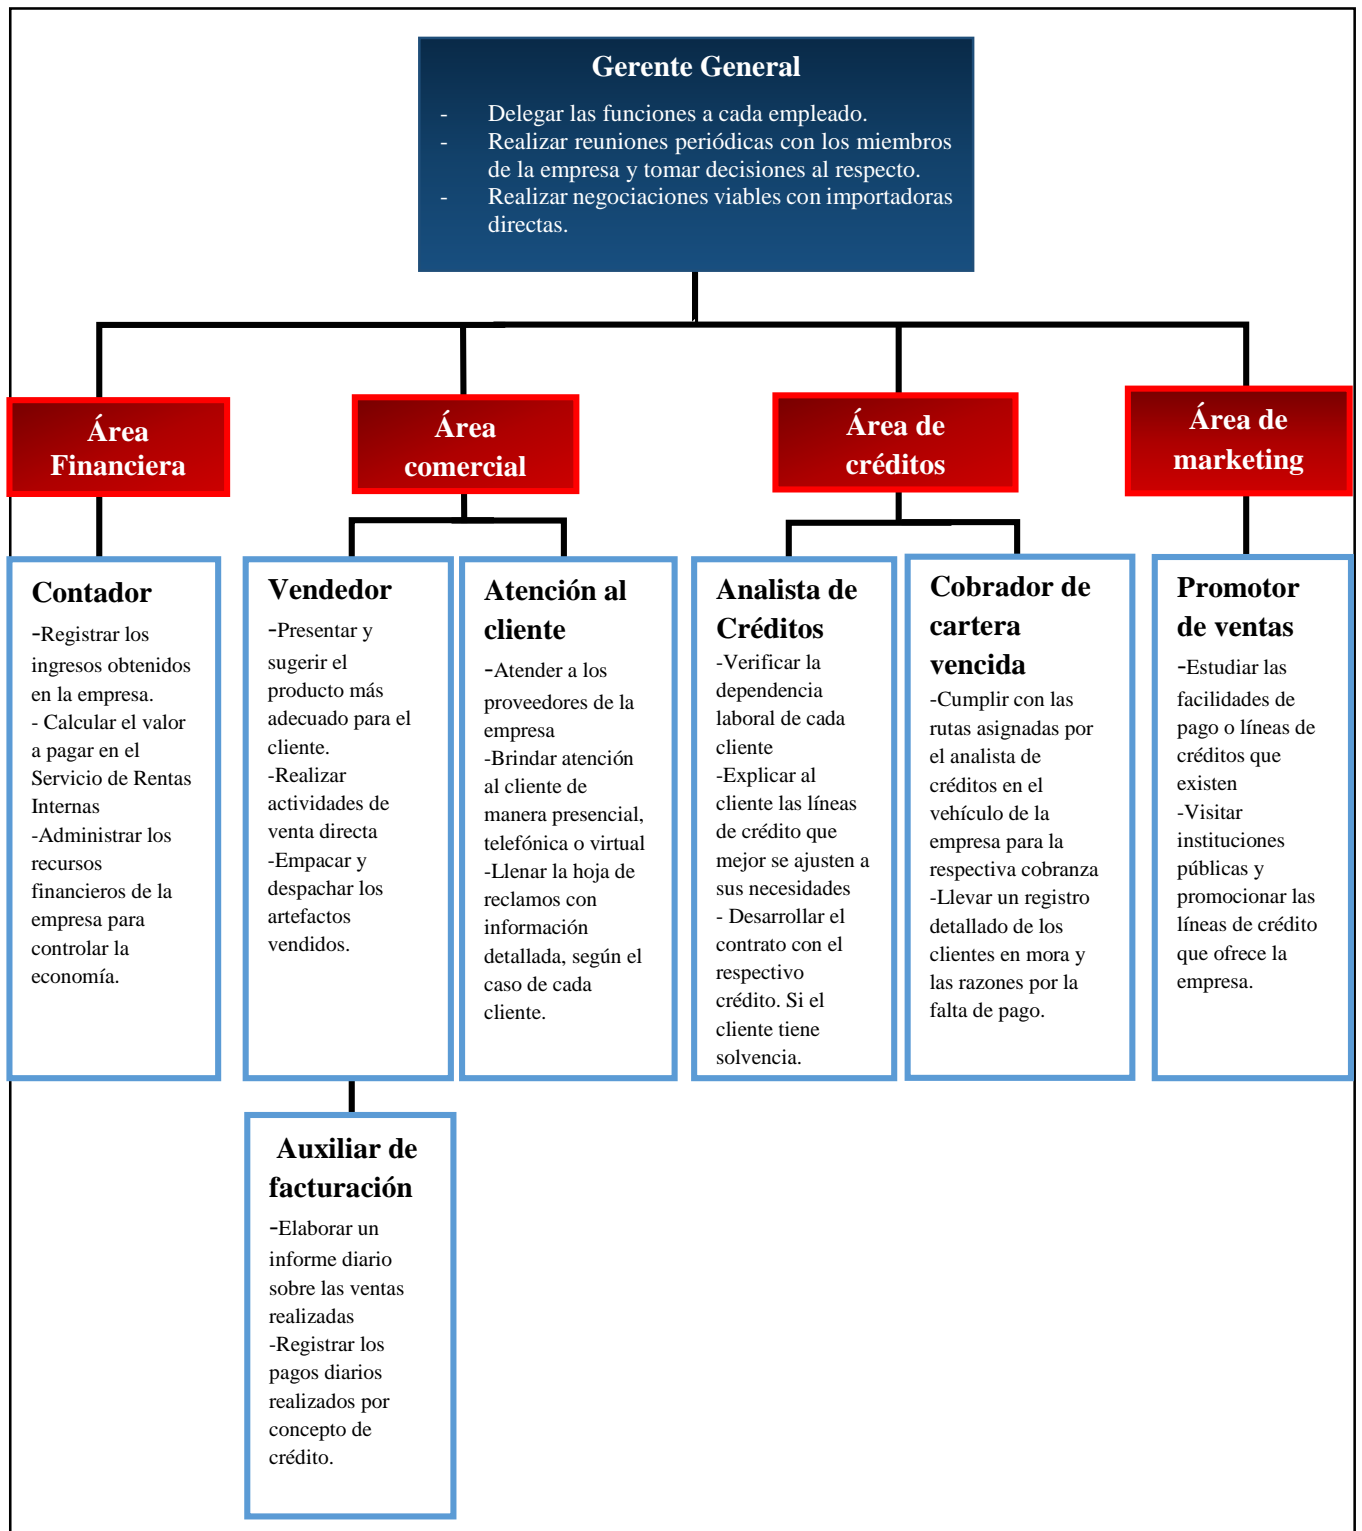 Gerente General
- Delegar las funciones a cada empleado.
- Realizar reuniones periódicas con los miembros
de la empresa y tomar decisiones al respecto.
- Realizar negociaciones viables con importadoras
directas.
Área
Financiera
Área
comercial
Área de
créditos
Área de
marketing
Contador
-Registrar los
ingresos obtenidos
en la empresa.
- Calcular el valor
a pagar en el
Servicio de Rentas
Internas
-Administrar los
recursos
financieros de la
empresa para
controlar la
economía.
Vendedor
-Presentar y
sugerir el
producto más
adecuado para el
cliente.
-Realizar
actividades de
venta directa
-Empacar y
despachar los
artefactos
vendidos.
Atención al
cliente
-Atender a los
proveedores de la
empresa
-Brindar atención
al cliente de
manera presencial,
telefónica o virtual
-Llenar la hoja de
reclamos con
información
detallada, según el
caso de cada
cliente.
Analista de
Créditos
-Verificar la
dependencia
laboral de cada
cliente
-Explicar al
cliente las líneas
de crédito que
mejor se ajusten a
sus necesidades
- Desarrollar el
contrato con el
respectivo
crédito. Si el
cliente tiene
solvencia.
Cobrador de
cartera
vencida
-Cumplir con las
rutas asignadas por
el analista de
créditos en el
vehículo de la
empresa para la
respectiva cobranza
-Llevar un registro
detallado de los
clientes en mora y
las razones por la
falta de pago.
Promotor
de ventas
-Estudiar las
facilidades de
pago o líneas de
créditos que
existen
-Visitar
instituciones
públicas y
promocionar las
líneas de crédito
que ofrece la
empresa.
Auxiliar de
facturación
-Elaborar un
informe diario
sobre las ventas
realizadas
-Registrar los
pagos diarios
realizados por
concepto de
crédito.